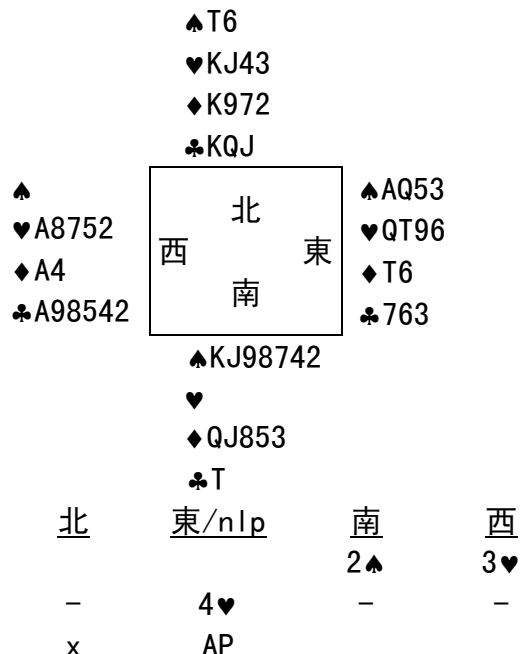 ♠T6
♥KJ43
♦K972
♣KQJ
♠
♥A8752
♦A4
♣A98542
北
西 東
南
♠AQ53
♥QT96
♦T6
♣763
♠KJ98742
♥
♦QJ853
♣T
北 東/nlp 南 西
2♠ 3♥
— 4♥ — —
x AP